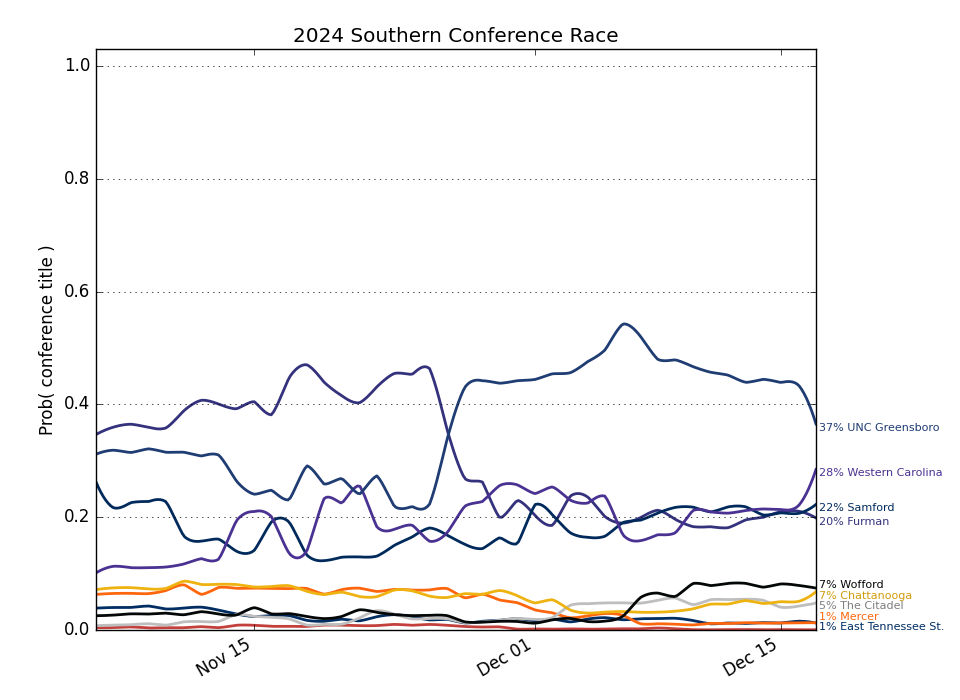 2024 Southern Conference Race
1.0
0.8
0.6
0.4
0.2
0.0
Prob( conference title )
37% UNC Greensboro
28% Western Carolina
22% Samford
20% Furman
7% Wofford
7% Chattanooga
5% The Citadel
1% Mercer
1% East Tennessee St.
Nov 15
Dec 01
Dec 15